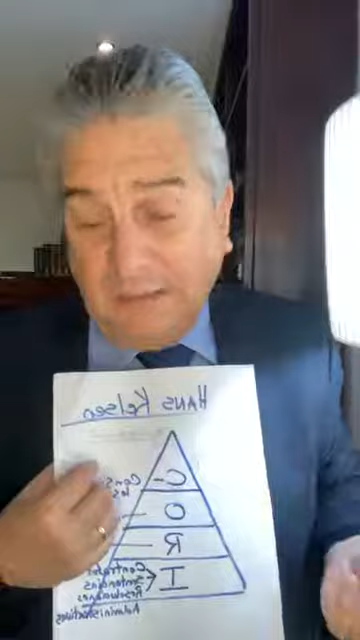 Hans Kelsen
C
O
R
I
Contratos
Sentencias
Resoluciones
Administrativas